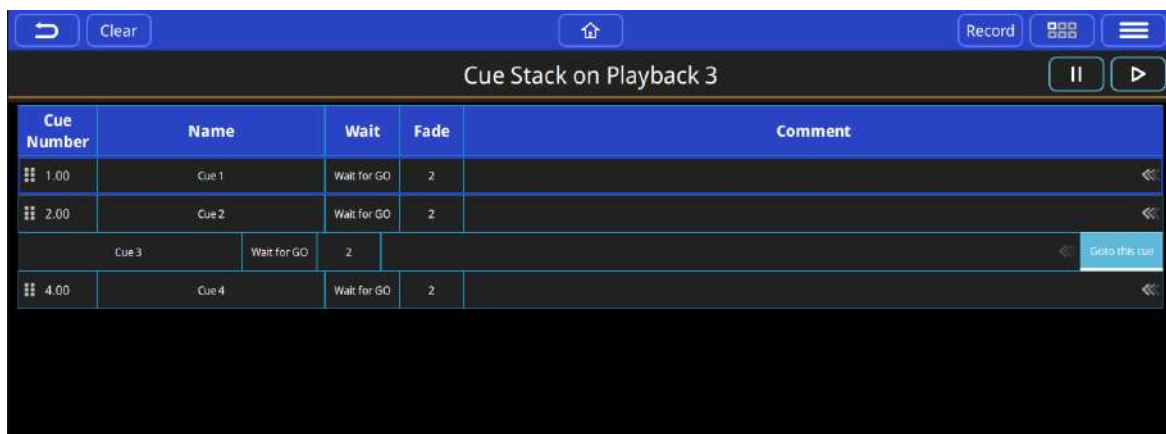 Clear Record
Cue Stack on Playback 3
Cue Number Name Wait Fade Comment
1.00 Cue 1 Wait for GO 2
2.00 Cue 2 Wait for GO 2
Cue 3 Wait for GO 2 Goto this cue
4.00 Cue 4 Wait for GO 2